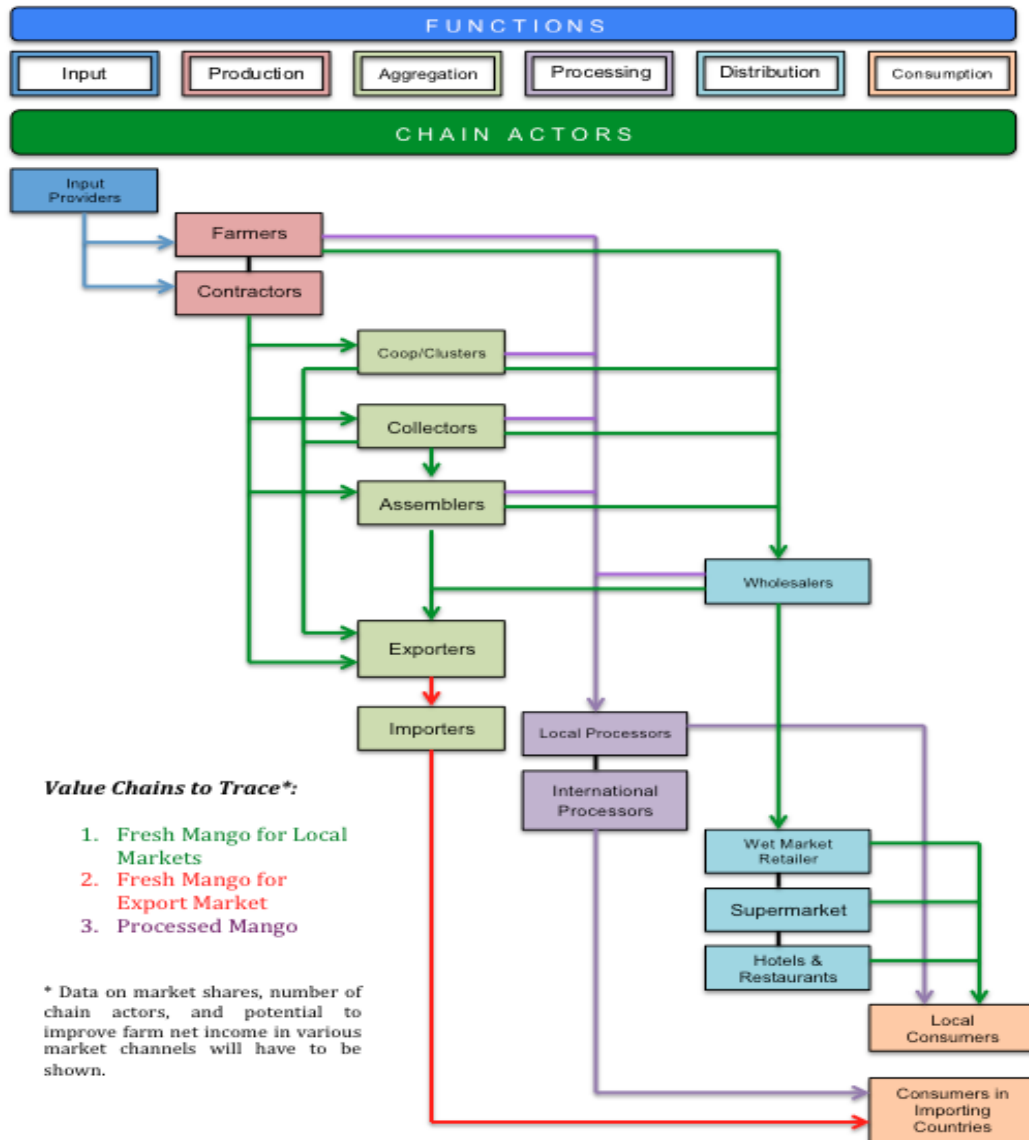 FUNCTIONS
Input
Production
Aggregation
Processing
Distribution
Consumption
CHAIN ACTORS
Input
Providers
Farmers
Contractors
Coop/Clusters
Collectors
Assemblers
Wholesalers
Exporters
Importers
Local Processors
International
Processors
Value Chains to Trace*:
1. Fresh Mango for Local
Markets
2. Fresh Mango for
Export Market
3. Processed Mango
Wet Market
Retailer
Supermarket
Hotels &
Restaurants
* Data on market shares, number of
chain actors, and potential to
improve farm net income in various
market channels will have to be
shown.
Local
Consumers
Consumers in
Importing
Countries